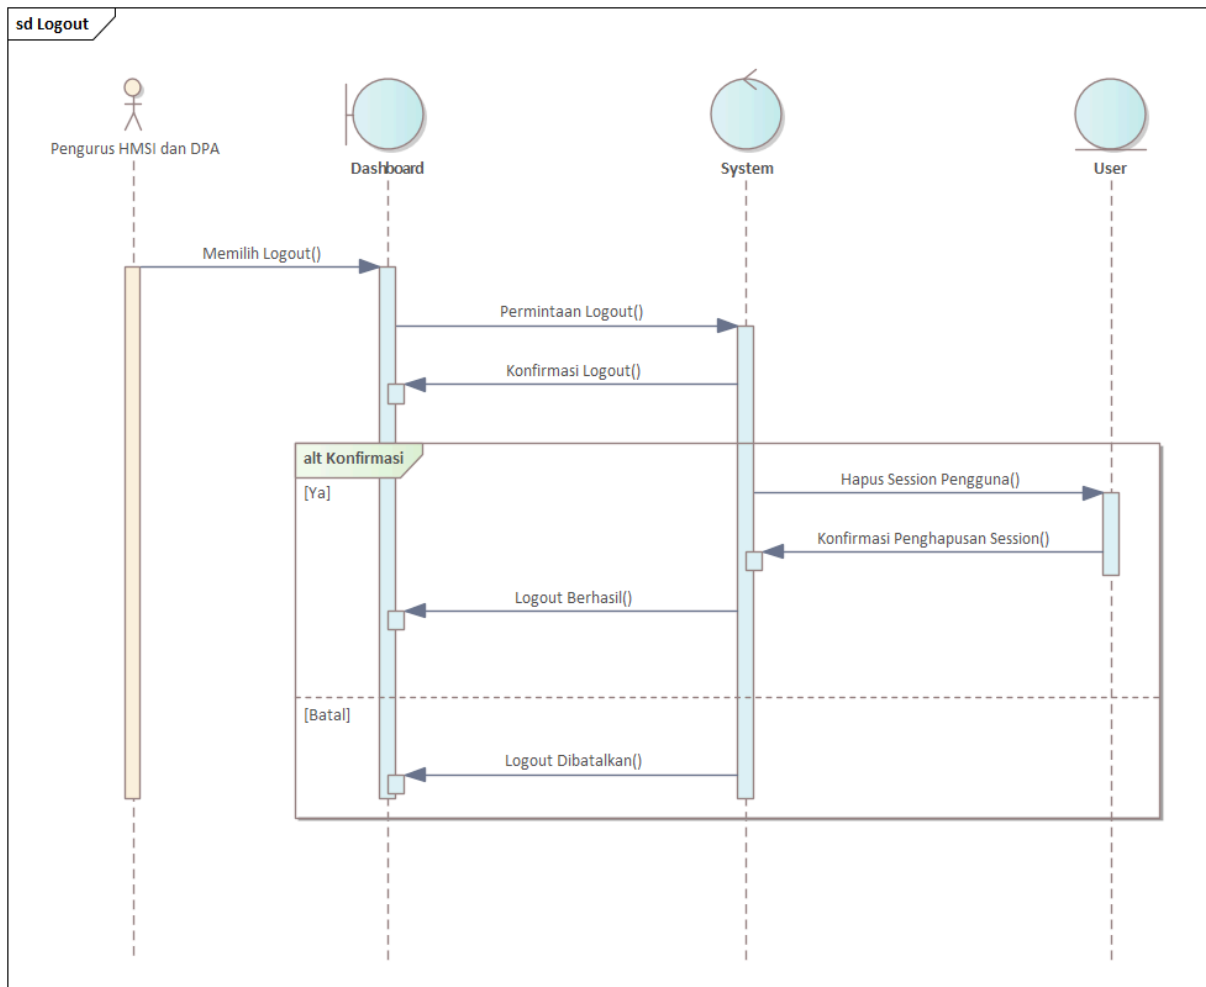 sd Logout
Pengurus HMSI dan DPA
Dashboard
System
User
Memilih Logout()
Permintaan Logout()
Konfirmasi Logout()
alt Konfirmasi
[Ya]
Hapus Session Pengguna()
Konfirmasi Penghapusan Session()
Logout Berhasil()
[Batal]
Logout Dibatalkan()